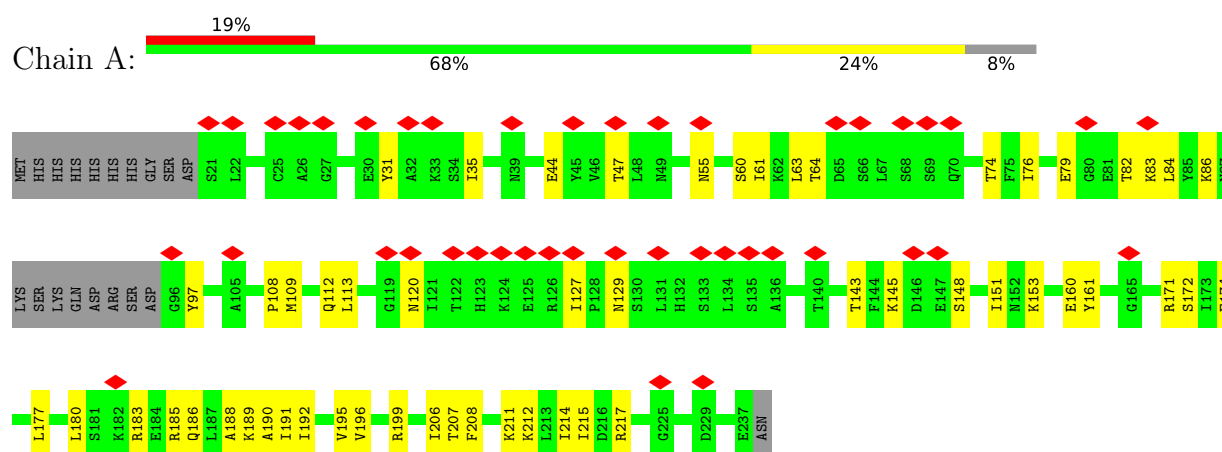 19%
Chain A:
68% 24% 8%
MET HIS HIS HIS HIS HIS HIS GLY SER ASP S21 L22 C25 A26 G27 E30 Y31 A32 K33 S34 I35 N39 E44 Y45 V46 T47 L48 N49 N55 S60 I61 K62 L63 T64 D65 S66 L67 S68 S69 Q70 T74 F75 I76 E79 G80 E81 T82 K83 L84 Y85 K86
LYS SER LYS GLN ASP ARG SER ASP G96 Y97 A105 P108 M109 Q112 L113 G119 N120 I121 T122 H123 K124 E125 R126 I127 P128 N129 S130 L131 H132 S133 L134 S135 A136 T140 T143 F144 K145 D146 E147 S148 I151 N152 K153 E160 Y161 G165 R171 S172 I173
L177 L180 S181 K182 R183 E184 R185 Q186 L187 A188 K189 A190 I191 I192 V195 V196 R199 I206 T207 F208 K211 K212 L213 I214 I215 D216 R217 G225 D229 E237 ASN